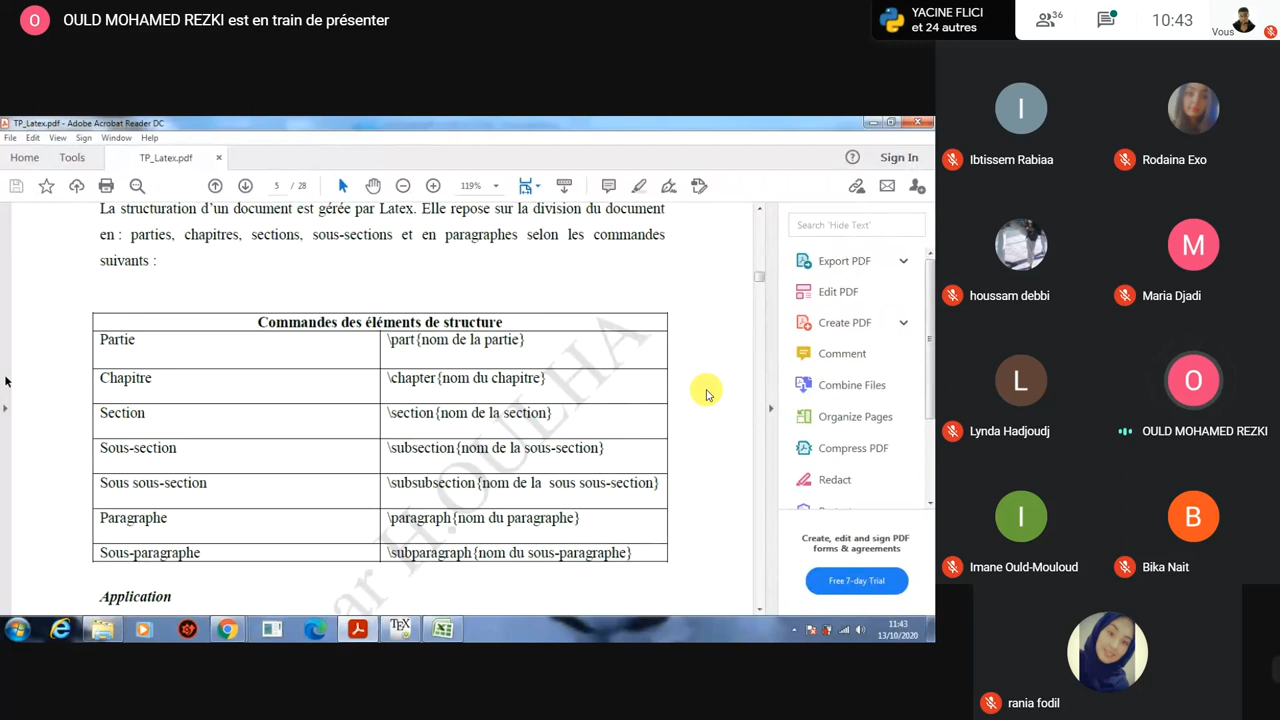 O OULD MOHAMED REZKI est en train de présenter
YACINE FLICI
et 24 autres
36
10:43
Vous
TP_Latex.pdf - Adobe Acrobat Reader DC
File Edit View Sign Window Help
Home Tools TP_Latex.pdf × Sign In
5 / 28 119%
La structuration d'un document est gérée par Latex. Elle repose sur la division du document
en : parties, chapitres, sections, sous-sections et en paragraphes selon les commandes
suivants :
Commandes des éléments de structure
Partie \part{nom de la partie}
Chapitre \chapter{nom du chapitre}
Section \section{nom de la section}
Sous-section \subsection{nom de la sous-section}
Sous sous-section \subsubsection{nom de la sous sous-section}
Paragraphe \paragraph{nom du paragraphe}
Sous-paragraphe \subparagraph{nom du sous-paragraphe}
Application
ar H.OULHA
Search 'Hide Text'
Export PDF
Edit PDF
Create PDF
Comment
Combine Files
Organize Pages
Compress PDF
Redact
Create, edit and sign PDF
forms & agreements
Free 7-day Trial
TEX
11:43
13/10/2020
I
Ibtissem Rabiaa
Rodaina Exo
houssam debbi
M
Maria Djadi
L
Lynda Hadjoudj
O
OULD MOHAMED REZKI
I
Imane Ould-Mouloud
B
Bika Nait
rania fodil